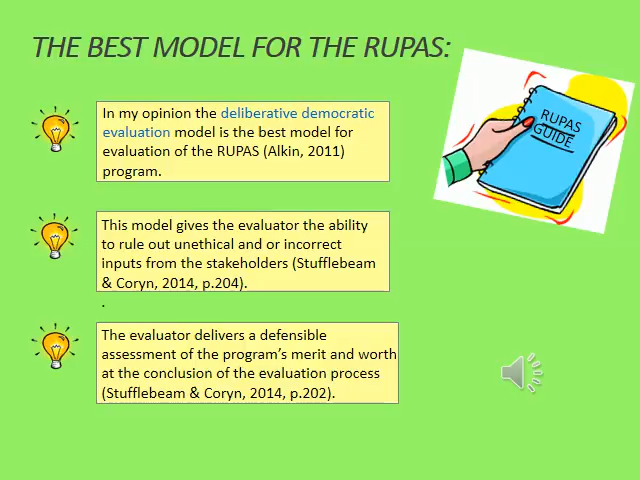 THE BEST MODEL FOR THE RUPAS:
In my opinion the deliberative democratic
evaluation model is the best model for
evaluation of the RUPAS (Alkin, 2011)
program.
RUPAS
GUIDE
This model gives the evaluator the ability
to rule out unethical and or incorrect
inputs from the stakeholders (Stufflebeam
& Coryn, 2014, p.204).
.
The evaluator delivers a defensible
assessment of the program's merit and worth
at the conclusion of the evaluation process
(Stufflebeam & Coryn, 2014, p.202).